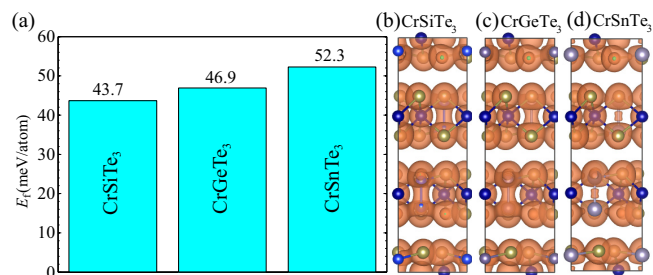 (a)
60
50
40
30
20
10
0
E_f (meV/atom)
43.7
46.9
52.3
CrSiTe₃
CrGeTe₃
CrSnTe₃
(b) CrSiTe₃
(c) CrGeTe₃
(d) CrSnTe₃